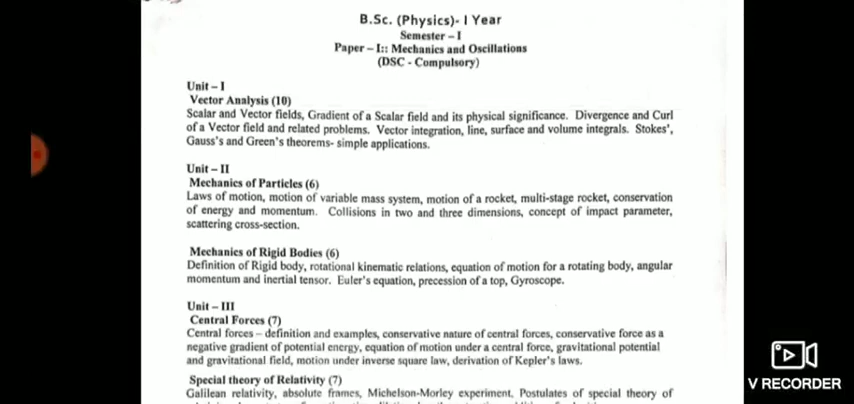 B.Sc. (Physics)- I Year
Semester – I
Paper – I:: Mechanics and Oscillations
(DSC - Compulsory)
Unit – I
Vector Analysis (10)
Scalar and Vector fields, Gradient of a Scalar field and its physical significance. Divergence and Curl
of a Vector field and related problems. Vector integration, line, surface and volume integrals. Stokes',
Gauss's and Green's theorems- simple applications.
Unit – II
Mechanics of Particles (6)
Laws of motion, motion of variable mass system, motion of a rocket, multi-stage rocket, conservation
of energy and momentum. Collisions in two and three dimensions, concept of impact parameter,
scattering cross-section.
Mechanics of Rigid Bodies (6)
Definition of Rigid body, rotational kinematic relations, equation of motion for a rotating body, angular
momentum and inertial tensor. Euler's equation, precession of a top, Gyroscope.
Unit – III
Central Forces (7)
Central forces – definition and examples, conservative nature of central forces, conservative force as a
negative gradient of potential energy, equation of motion under a central force, gravitational potential
and gravitational field, motion under inverse square law, derivation of Kepler's laws.
Special theory of Relativity (7)
Galilean relativity, absolute frames, Michelson-Morley experiment, Postulates of special theory of
V RECORDER